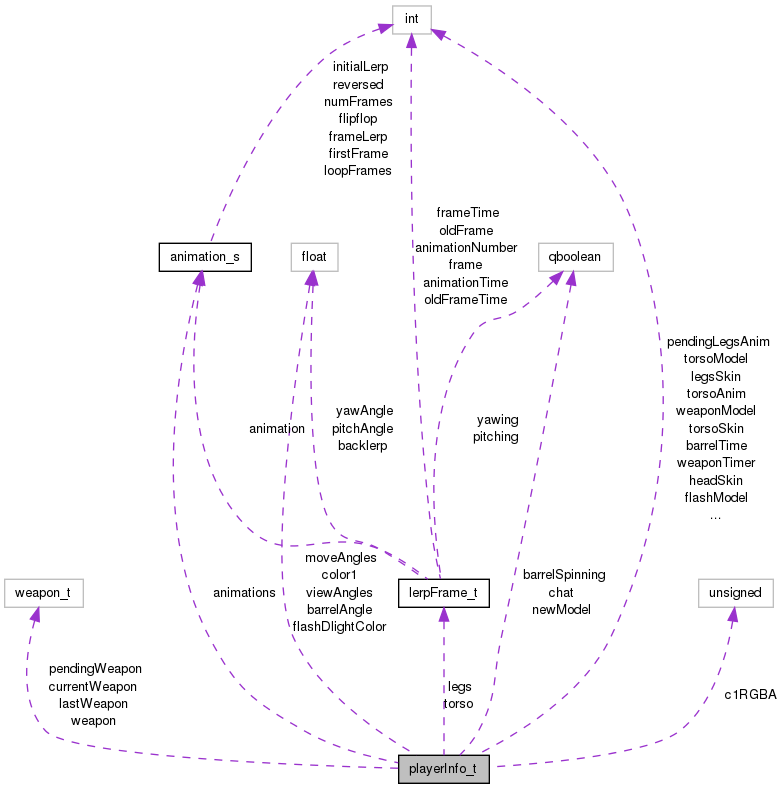 int
initialLerp
reversed
numFrames
flipflop
frameLerp
firstFrame
loopFrames
frameTime
oldFrame
animationNumber
frame
animationTime
oldFrameTime
animation_s
float
qboolean
pendingLegsAnim
torsoModel
legsSkin
torsoAnim
weaponModel
torsoSkin
barrelTime
weaponTimer
headSkin
flashModel
...
animation
yawAngle
pitchAngle
backlerp
yawing
pitching
moveAngles
color1
viewAngles
barrelAngle
flashDlightColor
animations
lerpFrame_t
barrelSpinning
chat
newModel
weapon_t
unsigned
pendingWeapon
currentWeapon
lastWeapon
weapon
legs
torso
c1RGBA
playerInfo_t